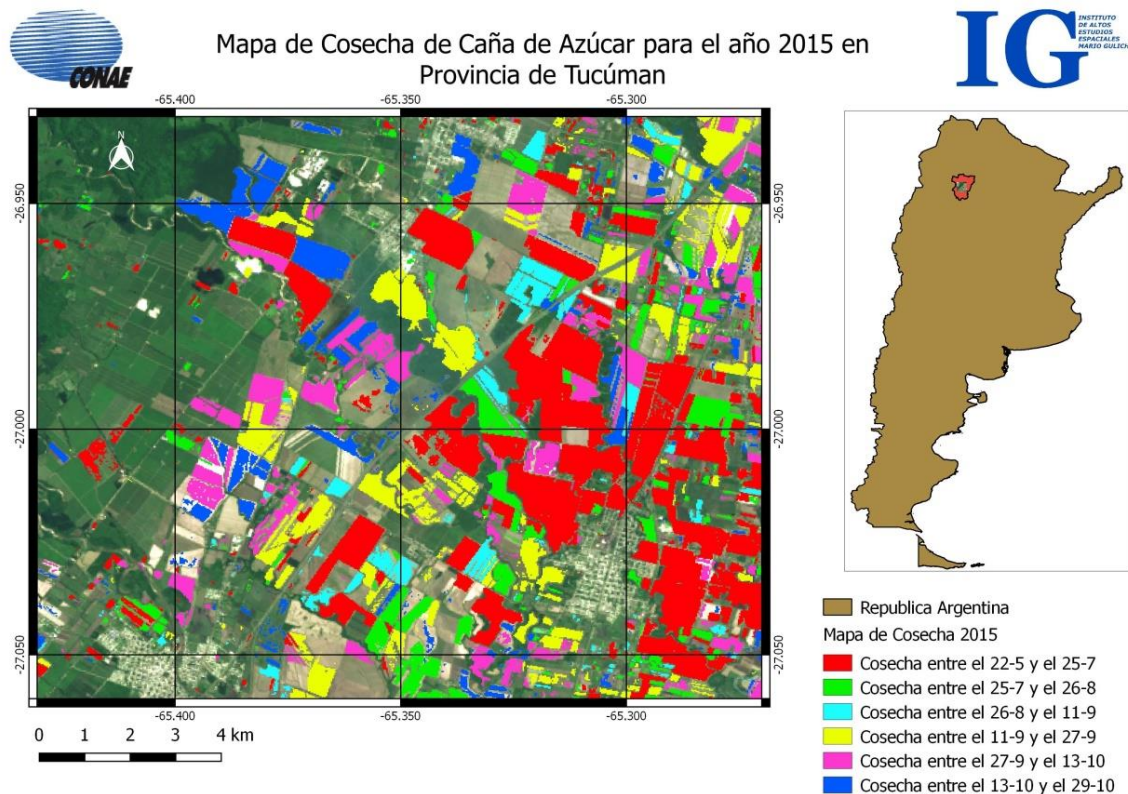 CONAE
Mapa de Cosecha de Caña de Azúcar para el año 2015 en
Provincia de Tucúman
IG
INSTITUTO
DE ALTOS
ESTUDIOS
ESPACIALES
MARIO GULICH
-65.400 -65.350 -65.300
N
-26.950 -26.950
-27.000 -27.000
-27.050 -27.050
-65.400 -65.350 -65.300
0 1 2 3 4 km
Republica Argentina
Mapa de Cosecha 2015
Cosecha entre el 22-5 y el 25-7
Cosecha entre el 25-7 y el 26-8
Cosecha entre el 26-8 y el 11-9
Cosecha entre el 11-9 y el 27-9
Cosecha entre el 27-9 y el 13-10
Cosecha entre el 13-10 y el 29-10